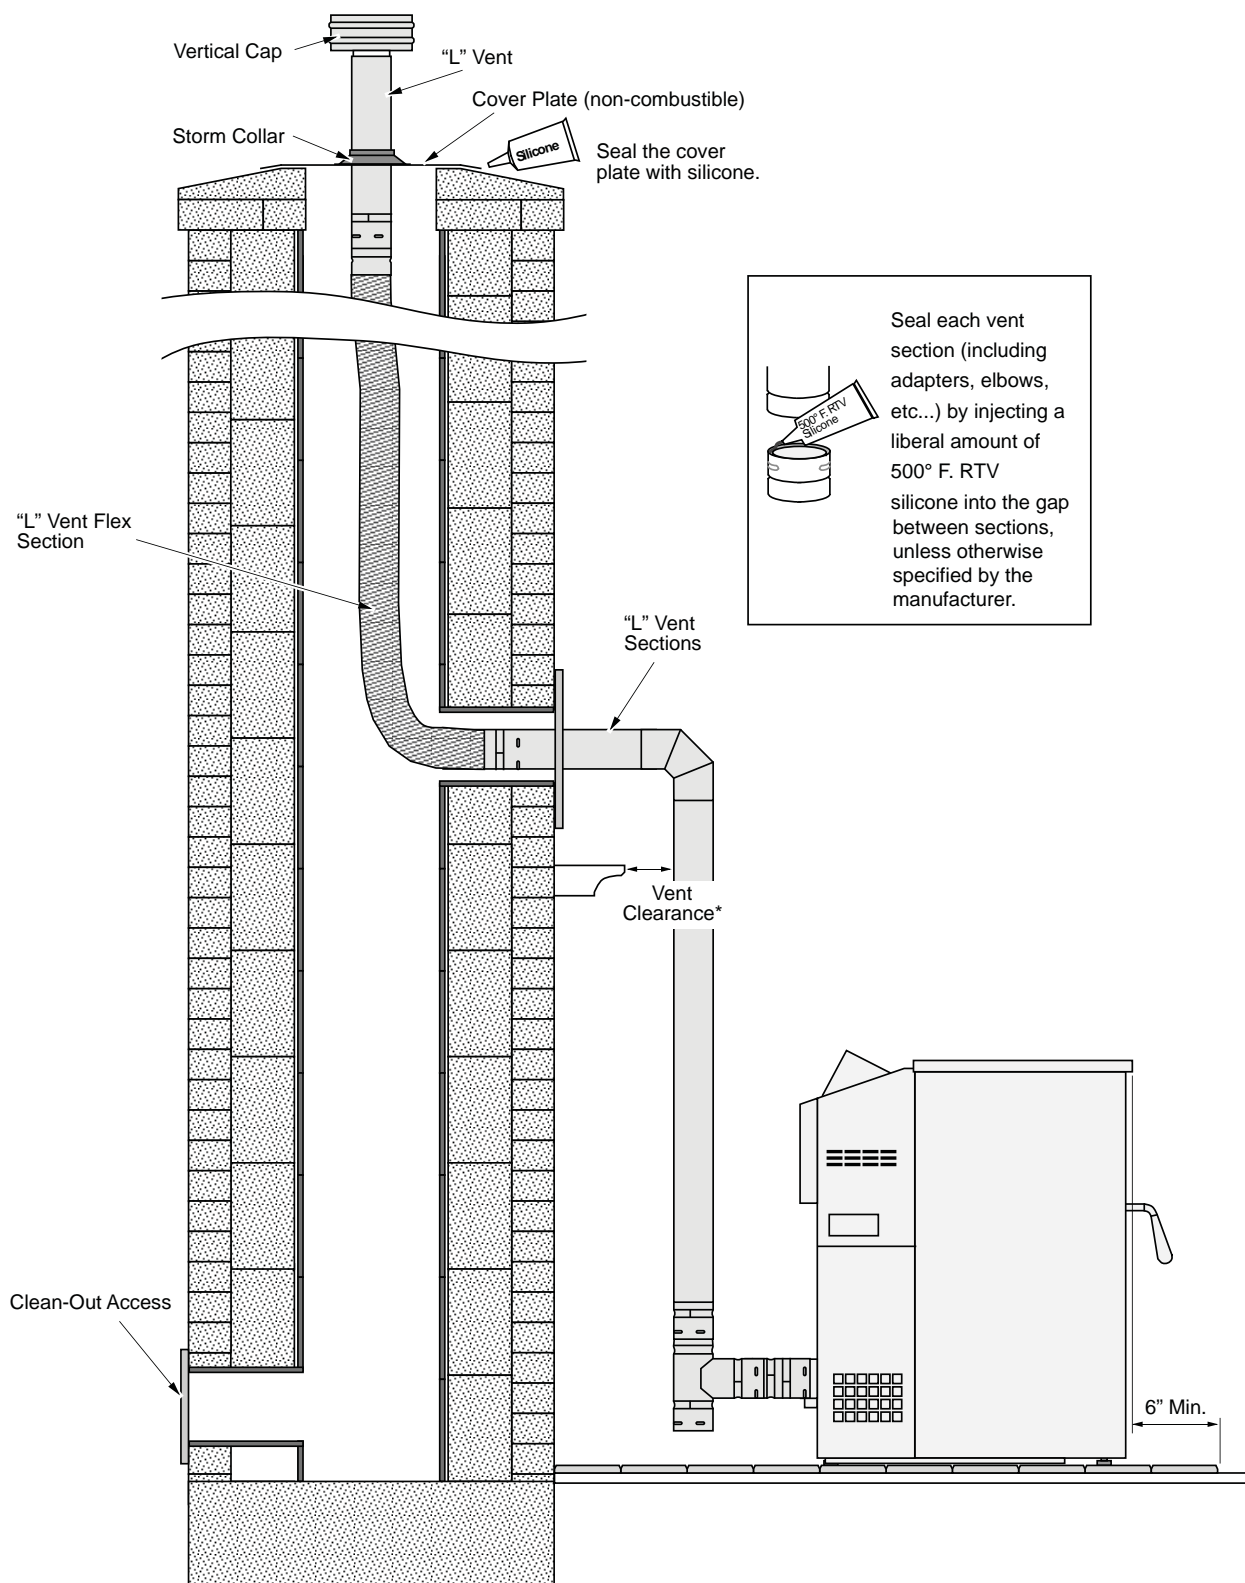 Vertical Cap
“L” Vent
Cover Plate (non-combustible)
Storm Collar
Silicone
Seal the cover
plate with silicone.
Seal each vent
section (including
adapters, elbows,
etc...) by injecting a
liberal amount of
500° F. RTV
silicone into the gap
between sections,
unless otherwise
specified by the
manufacturer.
500° F. RTV
Silicone
“L” Vent Flex
Section
“L” Vent
Sections
Vent
Clearance*
Clean-Out Access
6” Min.